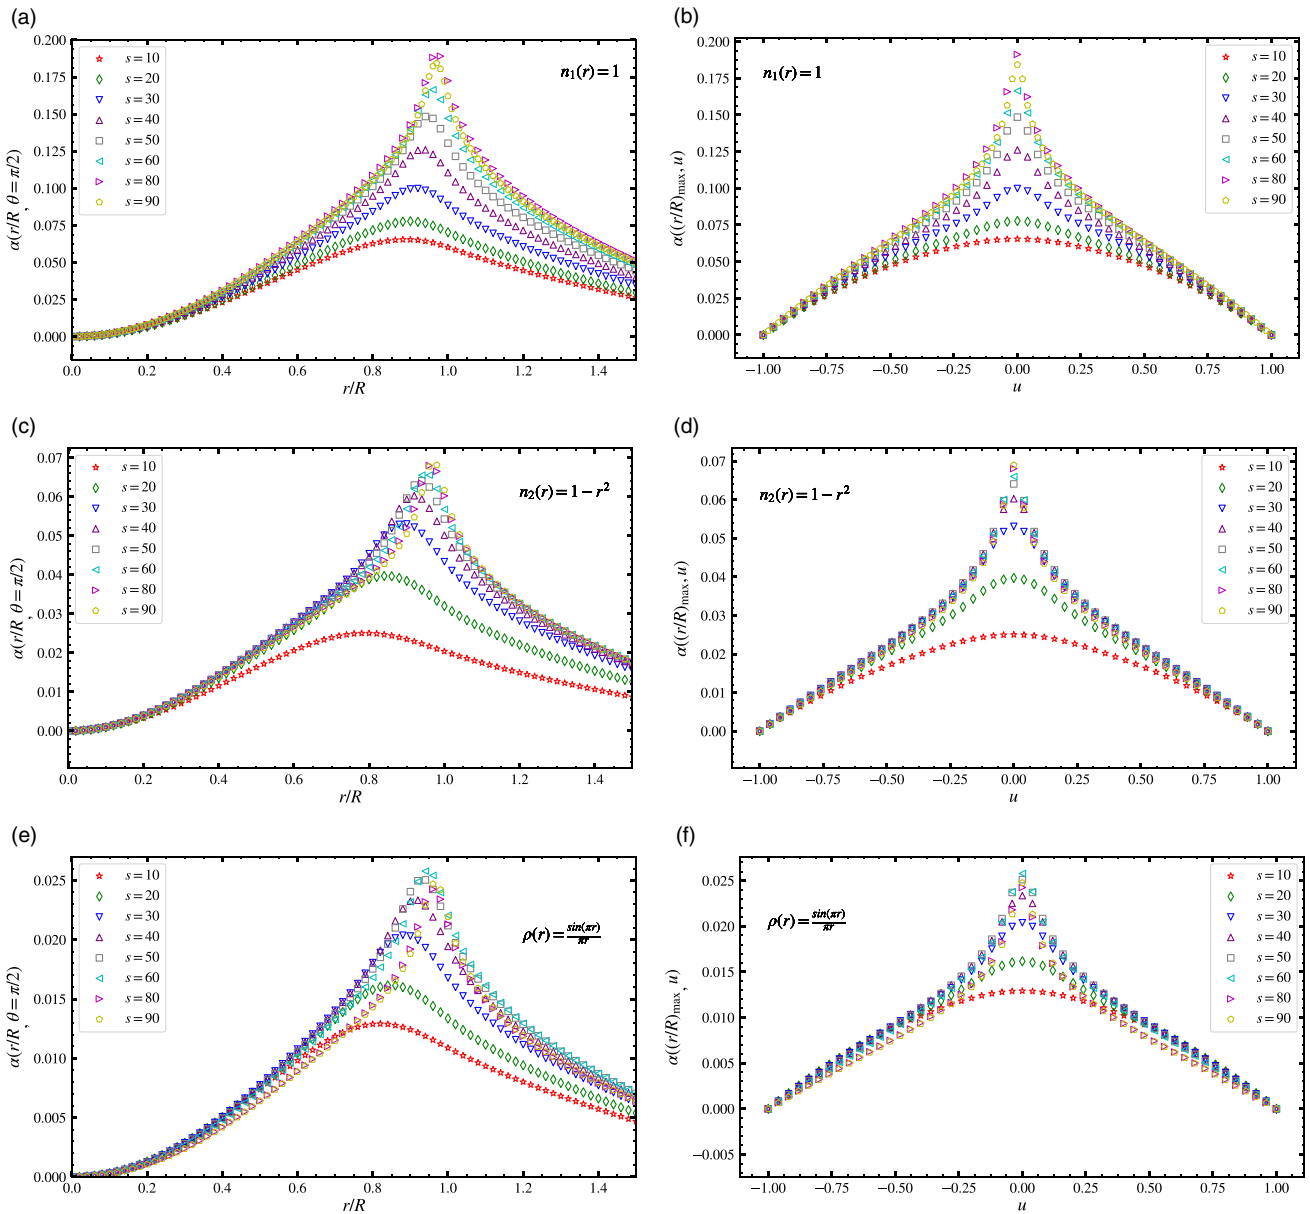 (a)
0.200
0.175
0.150
0.125
0.100
0.075
0.050
0.025
0.000
α(r/R, θ = π/2)
s = 10
s = 20
s = 30
s = 40
s = 50
s = 60
s = 80
s = 90
n₁(r) = 1
0.0 0.2 0.4 0.6 0.8 1.0 1.2 1.4
r/R
(b)
0.200
0.175
0.150
0.125
0.100
0.075
0.050
0.025
0.000
α((r/R)max, u)
n₁(r) = 1
s = 10
s = 20
s = 30
s = 40
s = 50
s = 60
s = 80
s = 90
−1.00 −0.75 −0.50 −0.25 0.00 0.25 0.50 0.75 1.00
u
(c)
0.07
0.06
0.05
0.04
0.03
0.02
0.01
0.00
α(r/R, θ = π/2)
s = 10
s = 20
s = 30
s = 40
s = 50
s = 60
s = 80
s = 90
n₂(r) = 1 − r²
0.0 0.2 0.4 0.6 0.8 1.0 1.2 1.4
r/R
(d)
0.07
0.06
0.05
0.04
0.03
0.02
0.01
0.00
α((r/R)max, u)
n₂(r) = 1 − r²
s = 10
s = 20
s = 30
s = 40
s = 50
s = 60
s = 80
s = 90
−1.00 −0.75 −0.50 −0.25 0.00 0.25 0.50 0.75 1.00
u
(e)
0.025
0.020
0.015
0.010
0.005
0.000
α(r/R, θ = π/2)
s = 10
s = 20
s = 30
s = 40
s = 50
s = 60
s = 80
s = 90
ρ(r) = sin(πr)/πr
0.0 0.2 0.4 0.6 0.8 1.0 1.2 1.4
r/R
(f)
0.025
0.020
0.015
0.010
0.005
0.000
−0.005
α((r/R)max, u)
ρ(r) = sin(πr)/πr
s = 10
s = 20
s = 30
s = 40
s = 50
s = 60
s = 80
s = 90
−1.00 −0.75 −0.50 −0.25 0.00 0.25 0.50 0.75 1.00
u